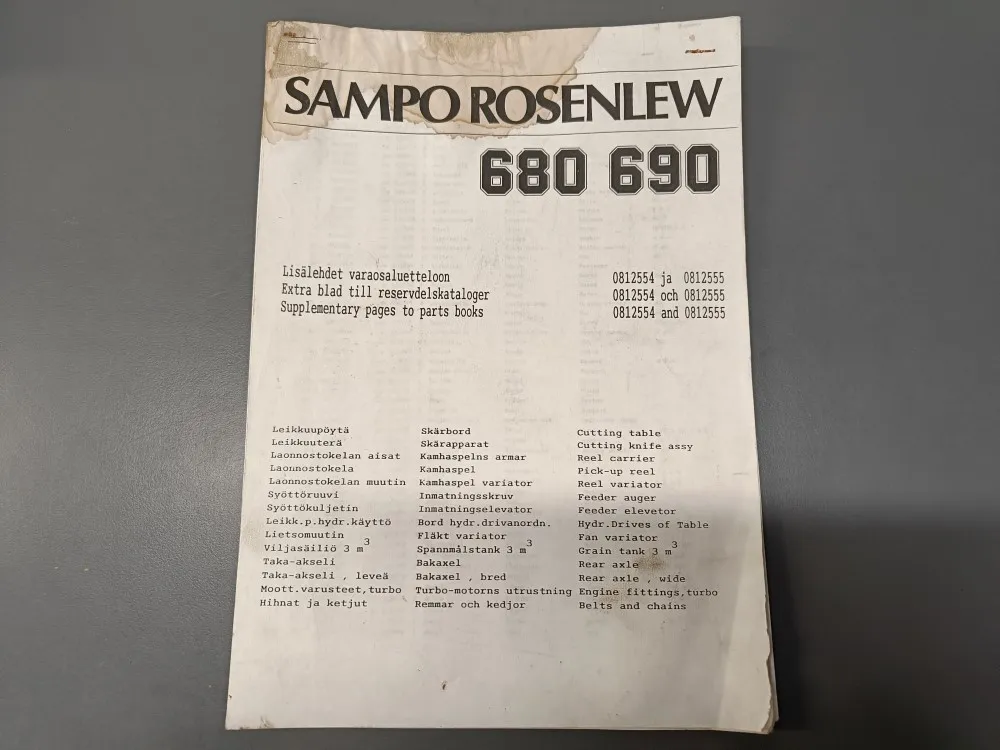 SAMPO ROSENLEW
680 690
Lisälehdet varaosaluetteloon 0812554 ja 0812555
Extra blad till reservdelskataloger 0812554 och 0812555
Supplementary pages to parts books 0812554 and 0812555
Leikkuupöytä Skärbord Cutting table
Leikkuuterä Skärapparat Cutting knife assy
Laonnostokelan aisat Kamhaspelns armar Reel carrier
Laonnostokela Kamhaspel Pick-up reel
Laonnostokelan muutin Kamhaspel variator Reel variator
Syöttöruuvi Inmatningsskruv Feeder auger
Syöttökuljetin Inmatningselevator Feeder elevetor
Leikk.p.hydr.käyttö Bord hydr.drivanordn. Hydr.Drives of Table
Lietsomuutin Fläkt variator Fan variator
Viljasäiliö 3 m³ Spannmålstank 3 m³ Grain tank 3 m³
Taka-akseli Bakaxel Rear axle
Taka-akseli , leveä Bakaxel , bred Rear axle , wide
Moott.varusteet,turbo Turbo-motorns utrustning Engine fittings,turbo
Hihnat ja ketjut Remmar och kedjor Belts and chains